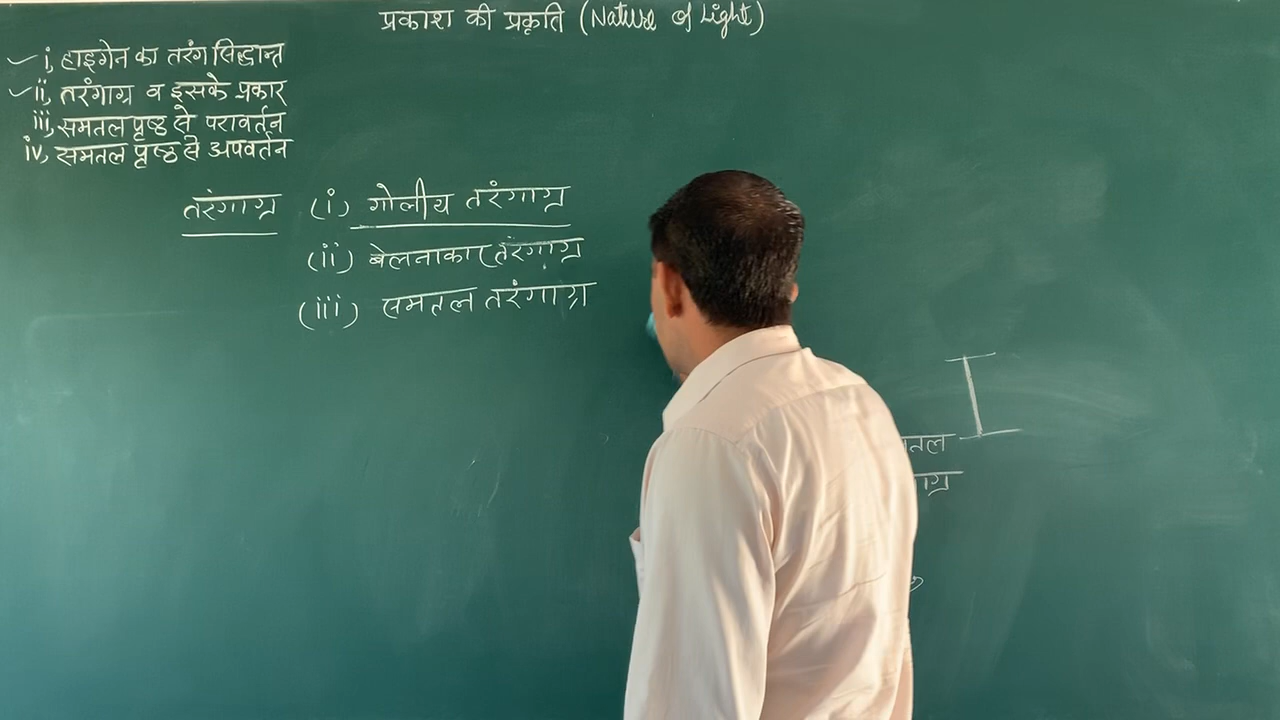 प्रकाश की प्रकृति (Nature of Light)
i, हाइगेन का तरंग सिद्धान्त
ii, तरंगाग्र व इसके प्रकार
iii, समतल पृष्ठ से परावर्तन
iv, समतल पृष्ठ से अपवर्तन
तरंगाग्र (i) गोलीय तरंगाग्र
(ii) बेलनाकार तरंगाग्र
(iii) समतल तरंगाग्र